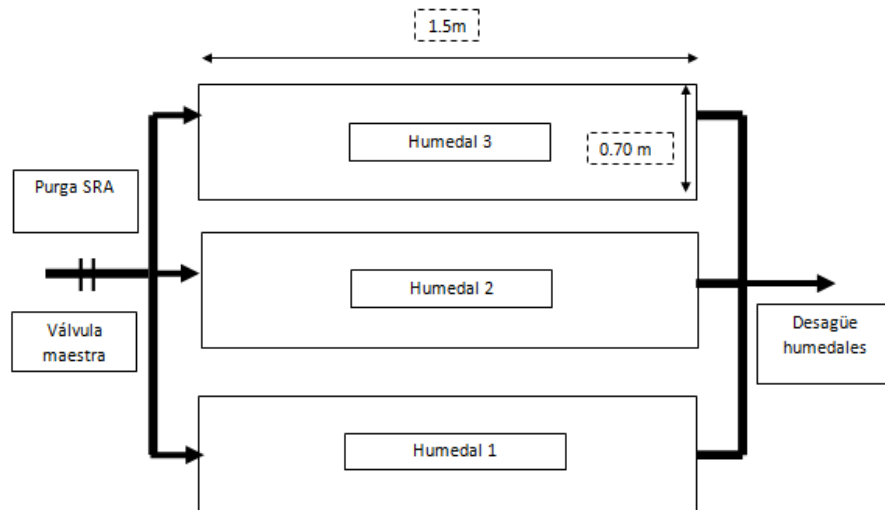 1.5m
Humedal 3
0.70 m
Purga SRA
Humedal 2
Válvula
maestra
Desagüe
humedales
Humedal 1